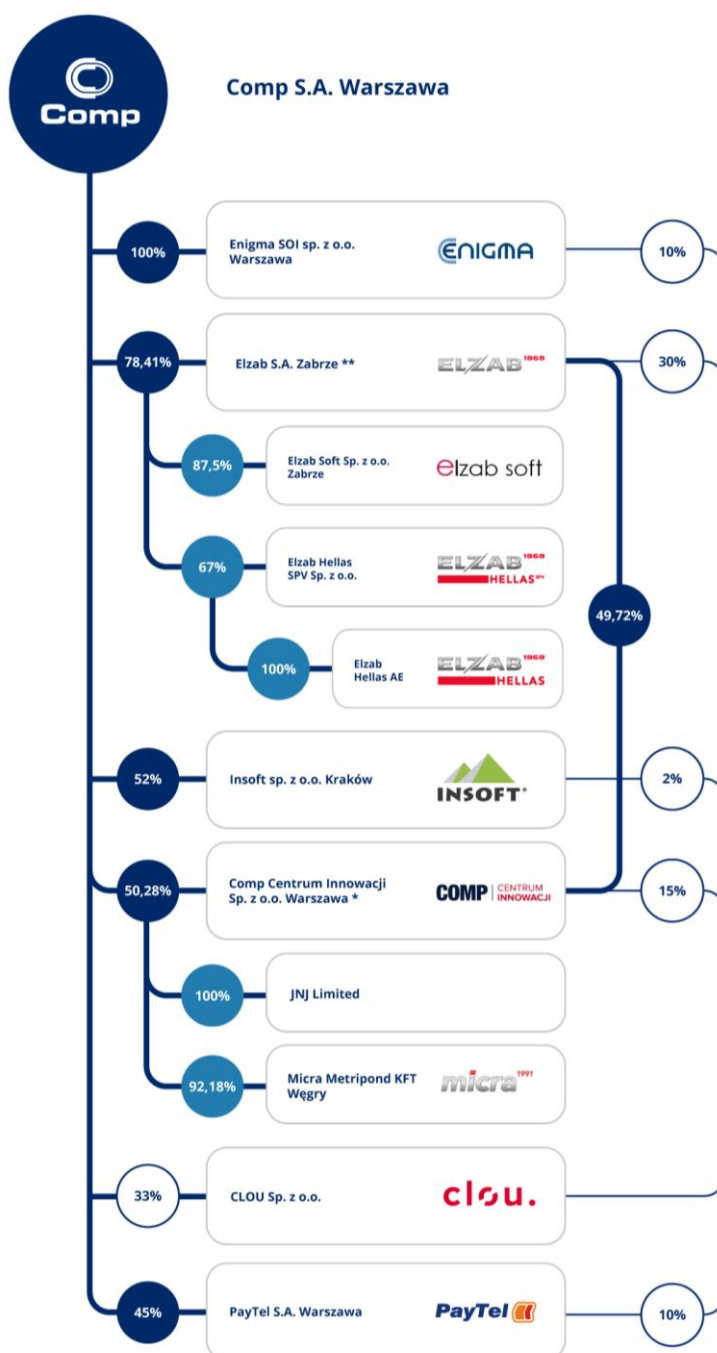 Comp
Comp S.A. Warszawa
100%
Enigma SOI sp. z o.o.
Warszawa
ENIGMA
10%
78,41%
Elzab S.A. Zabrze **
ELZAB 1969
30%
87,5%
Elzab Soft Sp. z o.o.
Zabrze
elzab soft
67%
Elzab Hellas
SPV Sp. z o.o.
ELZAB 1969
HELLAS SPV
49,72%
100%
Elzab
Hellas AE
ELZAB 1969
HELLAS
52%
Insoft sp. z o.o. Kraków
INSOFT®
2%
50,28%
Comp Centrum Innowacji
Sp. z o.o. Warszawa *
COMP CENTRUM
INNOWACJI
15%
100%
JNJ Limited
92,18%
Micra Metripond KFT
Węgry
micra 1991
33%
CLOU Sp. z o.o.
clou.
45%
PayTel S.A. Warszawa
PayTel
10%